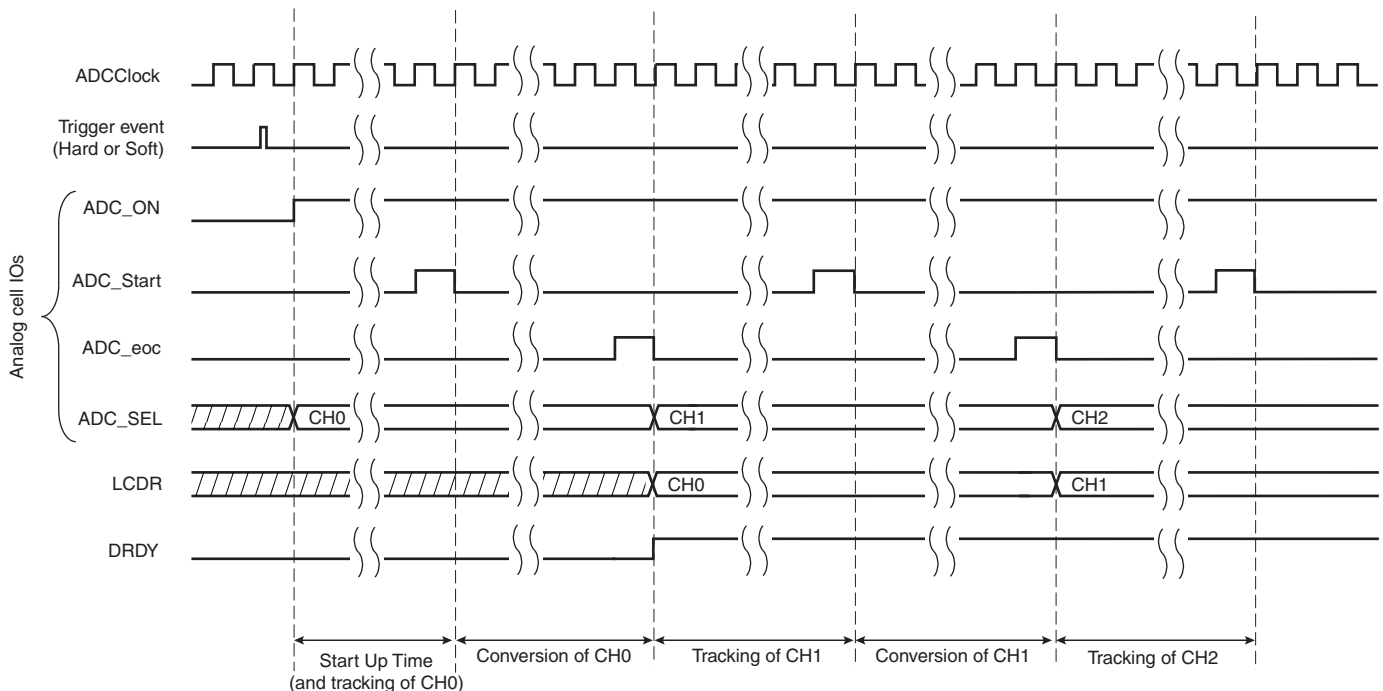 ADCClock
Trigger event
(Hard or Soft)
Analog cell IOs
ADC_ON
ADC_Start
ADC_eoc
ADC_SEL
CH0
CH1
CH2
LCDR
CH0
CH1
DRDY
Start Up Time
(and tracking of CH0)
Conversion of CH0
Tracking of CH1
Conversion of CH1
Tracking of CH2